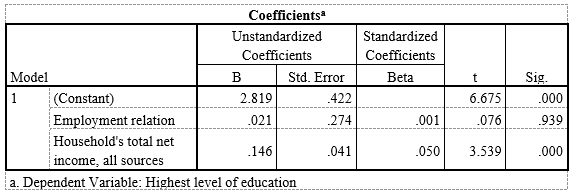 Coefficientsᵃ
Unstandardized Coefficients Standardized Coefficients
Model B Std. Error Beta t Sig.
1 (Constant) 2.819 .422 6.675 .000
Employment relation .021 .274 .001 .076 .939
Household's total net
income, all sources .146 .041 .050 3.539 .000
a. Dependent Variable: Highest level of education